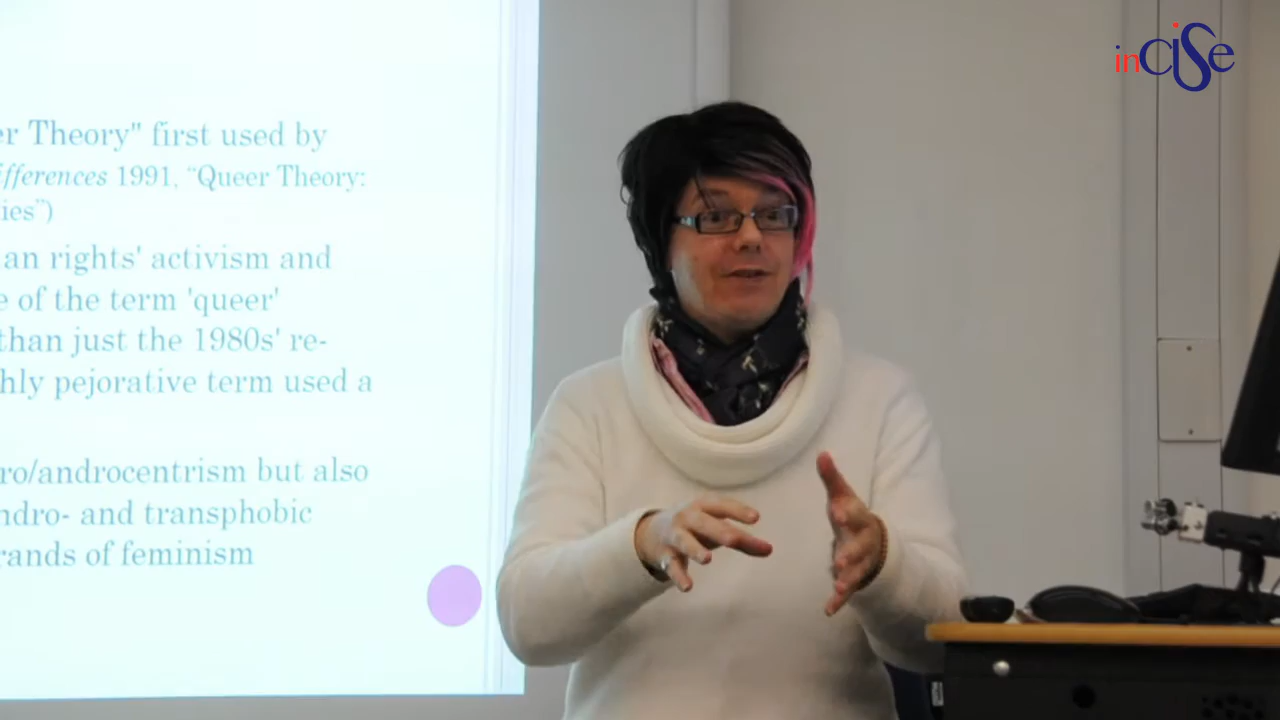 inCISe
er Theory" first used by
ifferences 1991, “Queer Theory:
ies”)
an rights' activism and
e of the term 'queer'
than just the 1980s' re-
hly pejorative term used a
ro/androcentrism but also
ndro- and transphobic
rands of feminism